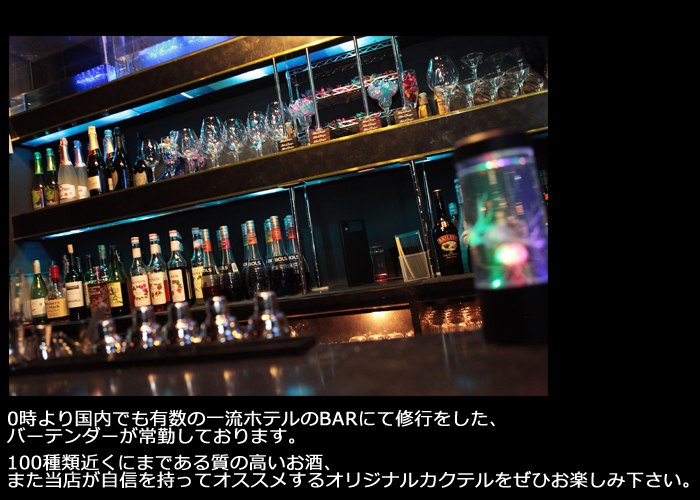 BOLS
BAILEYS
0時より国内でも有数の一流ホテルのBARにて修行をした、
バーテンダーが常勤しております。
100種類近くにまである質の高いお酒、
また当店が自信を持ってオススメするオリジナルカクテルをぜひお楽しみ下さい。